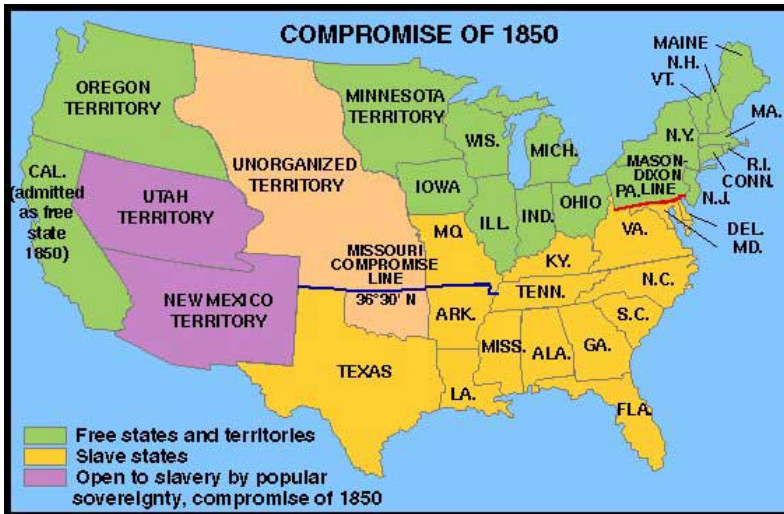 COMPROMISE OF 1850
MAINE
N.H.
VT.
MA.
OREGON
TERRITORY
MINNESOTA
TERRITORY
WIS.
MICH.
N.Y.
R.I.
CONN.
N.J.
MASON-
DIXON
LINE
PA.
UNORGANIZED
TERRITORY
CAL.
(admitted
as free
state
1850)
UTAH
TERRITORY
IOWA
ILL.
IND.
OHIO
DEL.
MD.
VA.
MO.
KY.
MISSOURI
COMPROMISE
LINE
36°30' N
NEW MEXICO
TERRITORY
N.C.
TENN.
ARK.
S.C.
MISS.
ALA.
GA.
TEXAS
LA.
FLA.
Free states and territories
Slave states
Open to slavery by popular
sovereignty, compromise of 1850